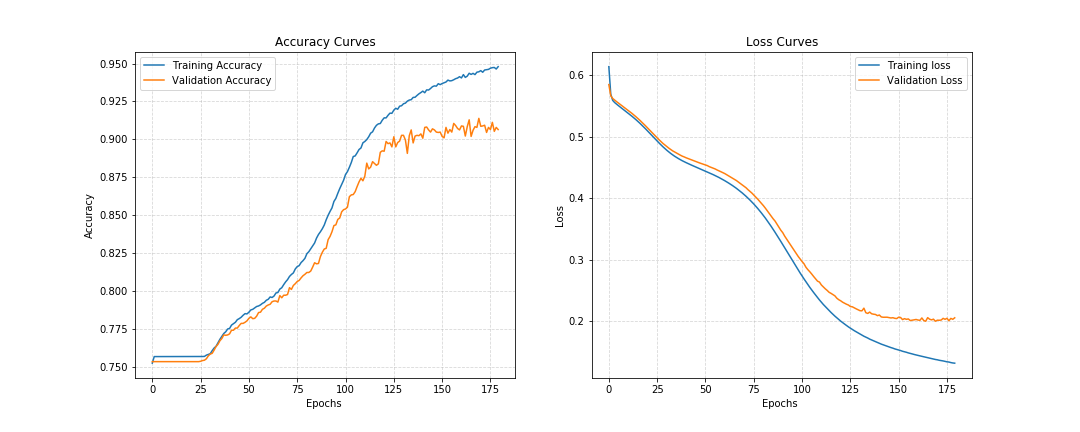 Accuracy Curves
Training Accuracy
Validation Accuracy
0.950
0.925
0.900
0.875
0.850
0.825
0.800
0.775
0.750
Accuracy
0 25 50 75 100 125 150 175
Epochs
Loss Curves
Training loss
Validation Loss
0.6
0.5
0.4
0.3
0.2
Loss
0 25 50 75 100 125 150 175
Epochs